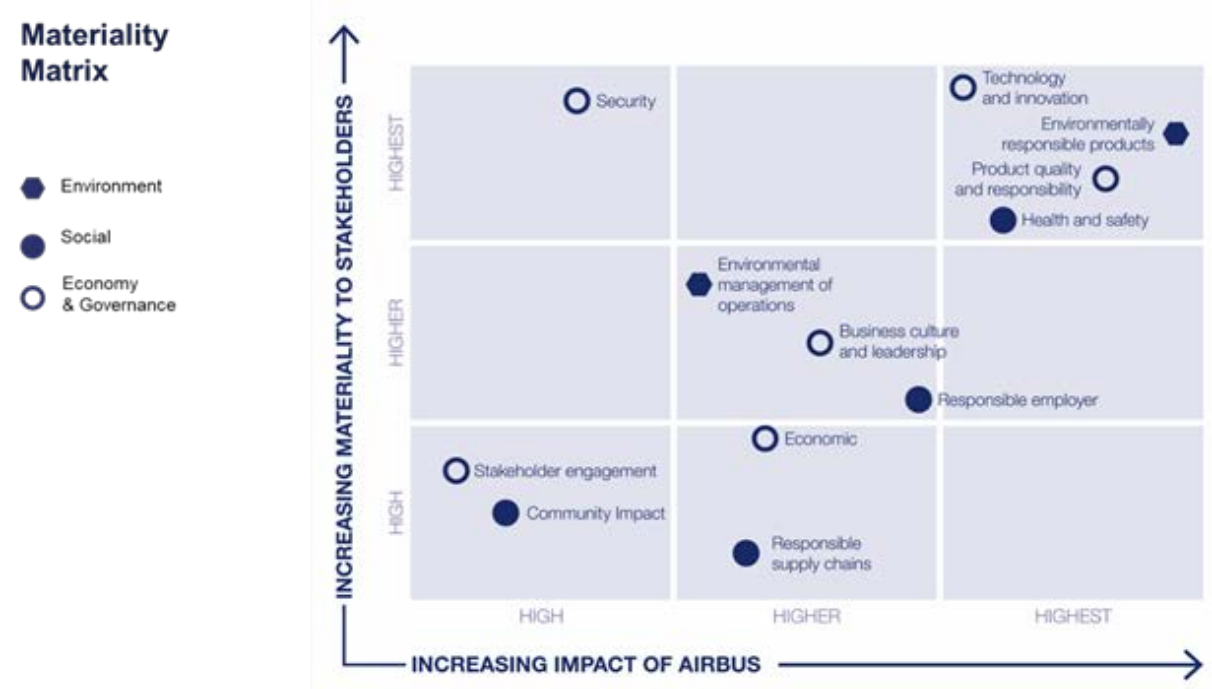 Materiality
Matrix
Environment
Social
Economy
& Governance
INCREASING MATERIALITY TO STAKEHOLDERS
HIGHEST
HIGHER
HIGH
Security
Technology
and innovation
Environmentally
responsible products
Product quality
and responsibility
Health and safety
Environmental
management of
operations
Business culture
and leadership
Responsible employer
Economic
Stakeholder engagement
Community Impact
Responsible
supply chains
HIGH
HIGHER
HIGHEST
INCREASING IMPACT OF AIRBUS